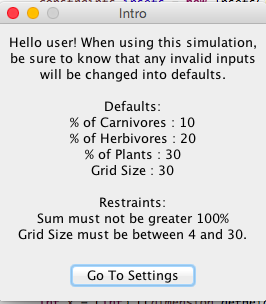 Intro
Hello user! When using this simulation,
be sure to know that any invalid inputs
will be changed into defaults.
Defaults:
% of Carnivores : 10
% of Herbivores : 20
% of Plants : 30
Grid Size : 30
Restraints:
Sum must not be greater 100%
Grid Size must be between 4 and 30.
Go To Settings